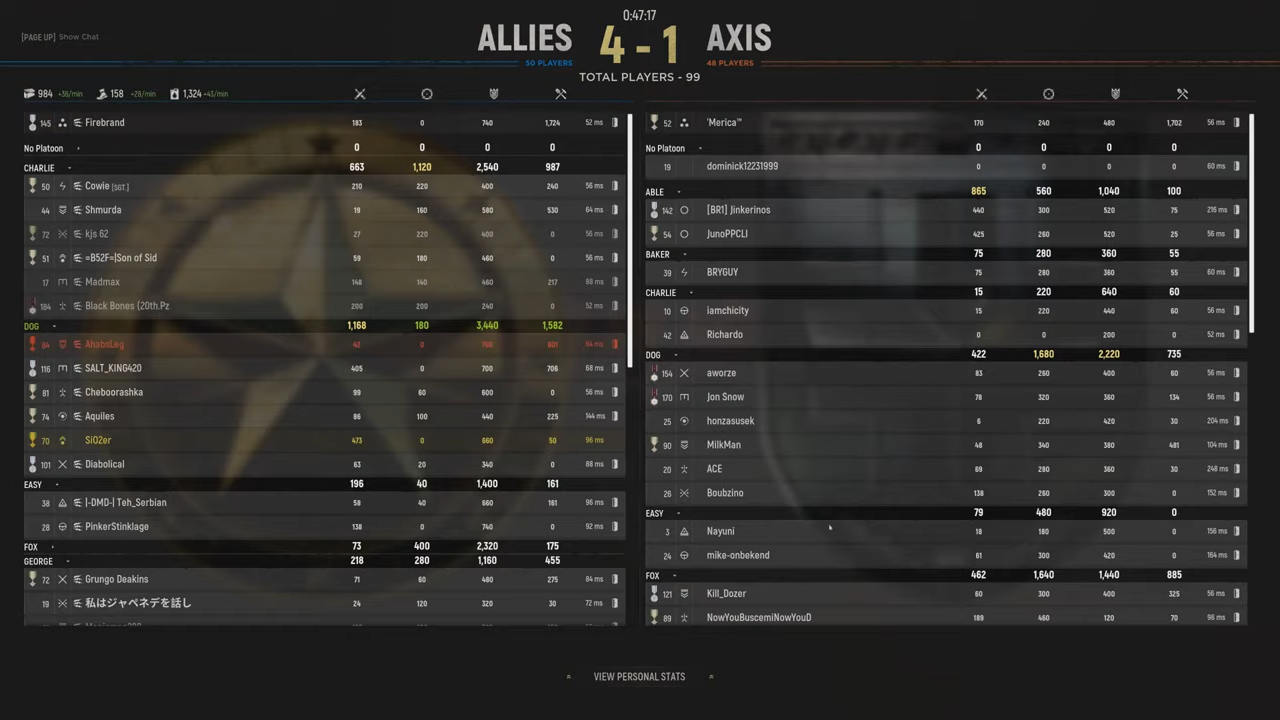 0:47:17
[PAGE UP] Show Chat
ALLIES 4 - 1 AXIS
50 PLAYERS 48 PLAYERS
TOTAL PLAYERS - 99
984 +36/min 158 +28/min 1,324 +43/min
145 Firebrand 183 0 740 1,724 52 ms
No Platoon 0 0 0 0
CHARLIE 663 1,120 2,540 987
50 Cowie [SGT.] 210 220 400 240 56 ms
44 Shmurda 19 160 580 530 64 ms
72 kjs 62 27 220 400 0 56 ms
51 =B52F=|Son of Sid 59 180 460 0 56 ms
17 Madmax 148 140 460 217 88 ms
184 Black Bones (20th.Pz 200 200 240 0 52 ms
DOG 1,168 180 3,440 1,582
84 AhabsLeg 42 0 700 601 64 ms
116 SALT_KING420 405 0 700 706 68 ms
81 Cheboorashka 99 60 600 0 56 ms
74 Aquiles 86 100 440 225 144 ms
70 SiO2er 473 0 660 50 96 ms
101 Diabolical 63 20 340 0 88 ms
EASY 196 40 1,400 161
38 |-DMD-| Teh_Serbian 58 40 660 161 96 ms
28 PinkerStinklage 138 0 740 0 92 ms
FOX 73 400 2,320 175
GEORGE 218 280 1,160 455
72 Grungo Deakins 71 60 480 275 84 ms
19 私はジャペネデを話し 24 120 320 30 72 ms
52 'Merica™ 170 240 480 1,702 56 ms
No Platoon 0 0 0 0
19 dominick12231999 0 0 0 0 60 ms
ABLE 865 560 1,040 100
142 [BR1] Jinkerinos 440 300 520 75 216 ms
54 JunoPPCLI 425 260 520 25 56 ms
BAKER 75 280 360 55
39 BRYGUY 75 280 360 55 60 ms
CHARLIE 15 220 640 60
10 iamchicity 15 220 440 60 56 ms
42 Richardo 0 0 200 0 52 ms
DOG 422 1,680 2,220 735
154 aworze 83 260 400 60 56 ms
170 Jon Snow 78 320 360 134 56 ms
25 honzasusek 6 220 420 30 204 ms
90 MilkMan 48 340 380 481 104 ms
20 ACE 69 280 360 30 248 ms
26 Boubzino 138 260 300 0 152 ms
EASY 79 480 920 0
3 Nayuni 18 180 500 0 156 ms
24 mike-onbekend 61 300 420 0 164 ms
FOX 462 1,640 1,440 885
121 Kill_Dozer 60 300 400 325 56 ms
89 NowYouBuscemiNowYouD 189 460 120 70 96 ms
VIEW PERSONAL STATS